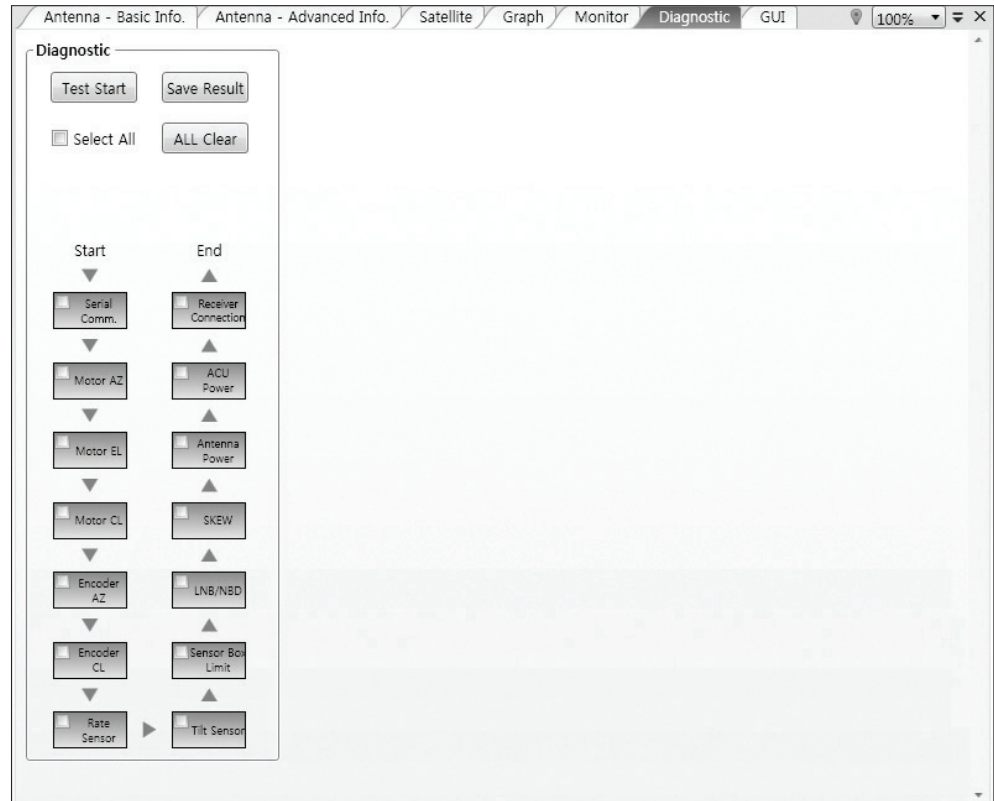 Antenna - Basic Info. Antenna - Advanced Info. Satellite Graph Monitor Diagnostic GUI 100%
Diagnostic
Test Start Save Result
Select All ALL Clear
Start End
Serial Comm. Receiver Connection
Motor AZ ACU Power
Motor EL Antenna Power
Motor CL SKEW
Encoder AZ LNB/NBD
Encoder CL Sensor Box Limit
Rate Sensor Tilt Sensor